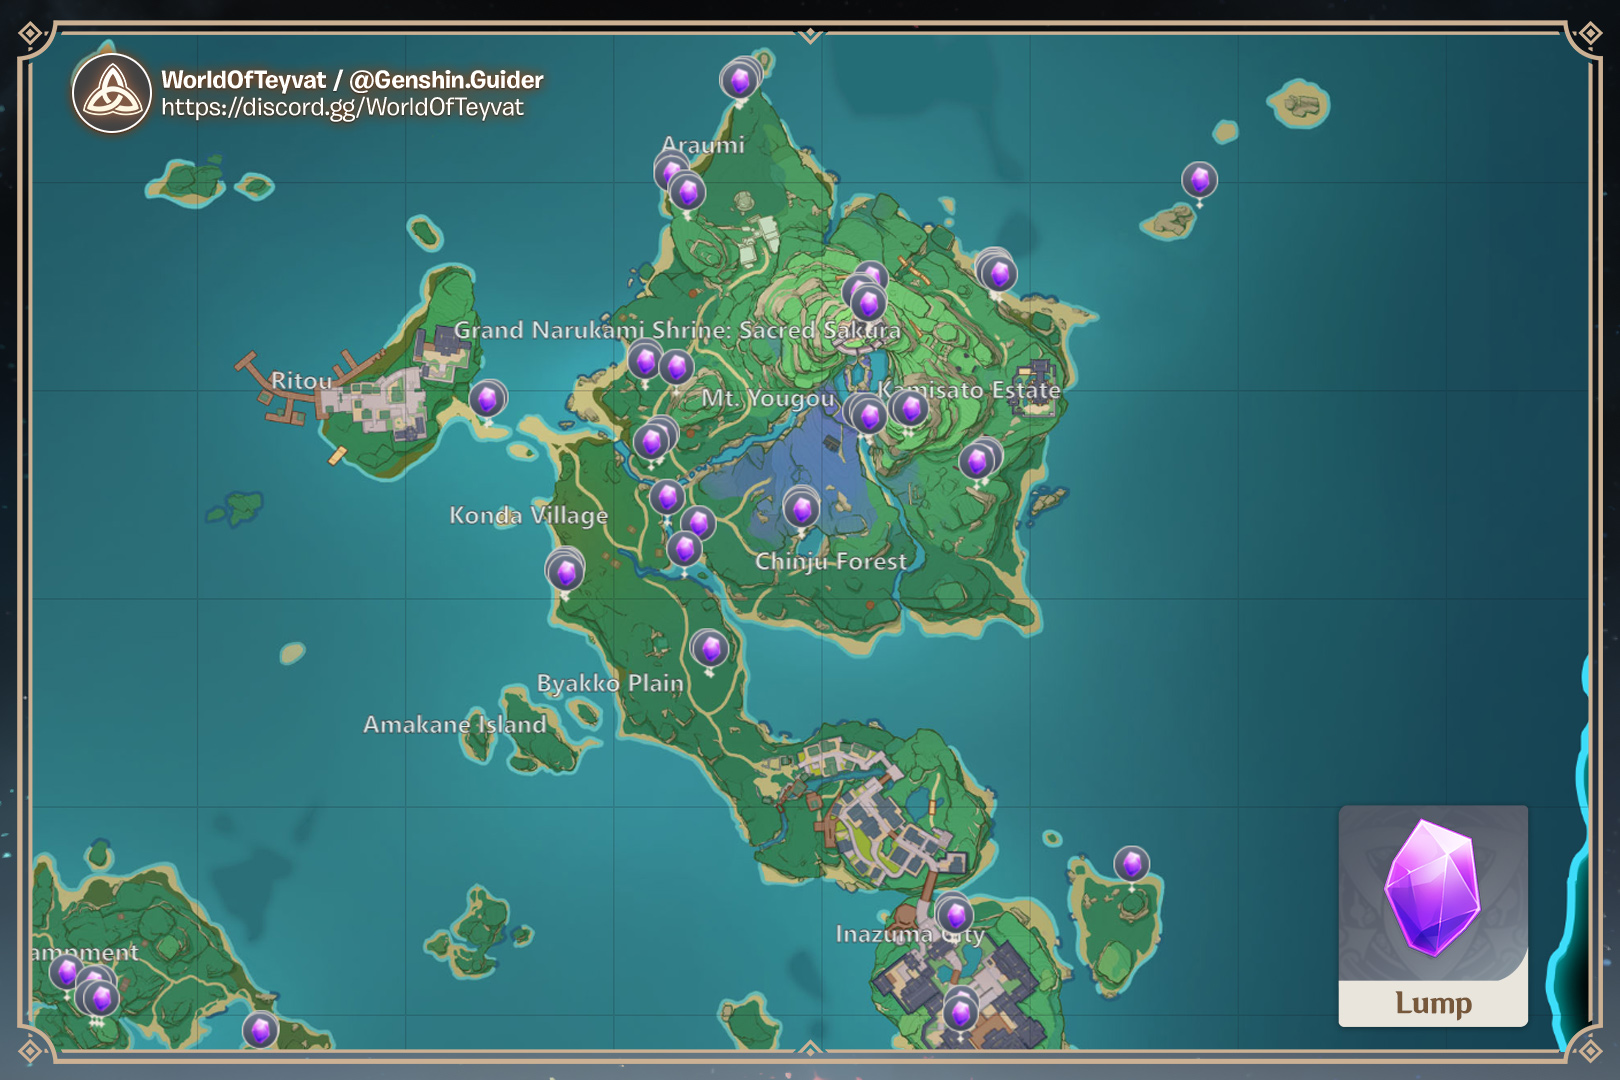 WorldOfTeyvat / @Genshin.Guider
https://discord.gg/WorldOfTeyvat
Araumi
Grand Narukami Shrine: Sacred Sakura
Ritou
Mt. Yougou
Kamisato Estate
Konda Village
Chinju Forest
Byakko Plain
Amakane Island
Inazuma City
ampment
Lump